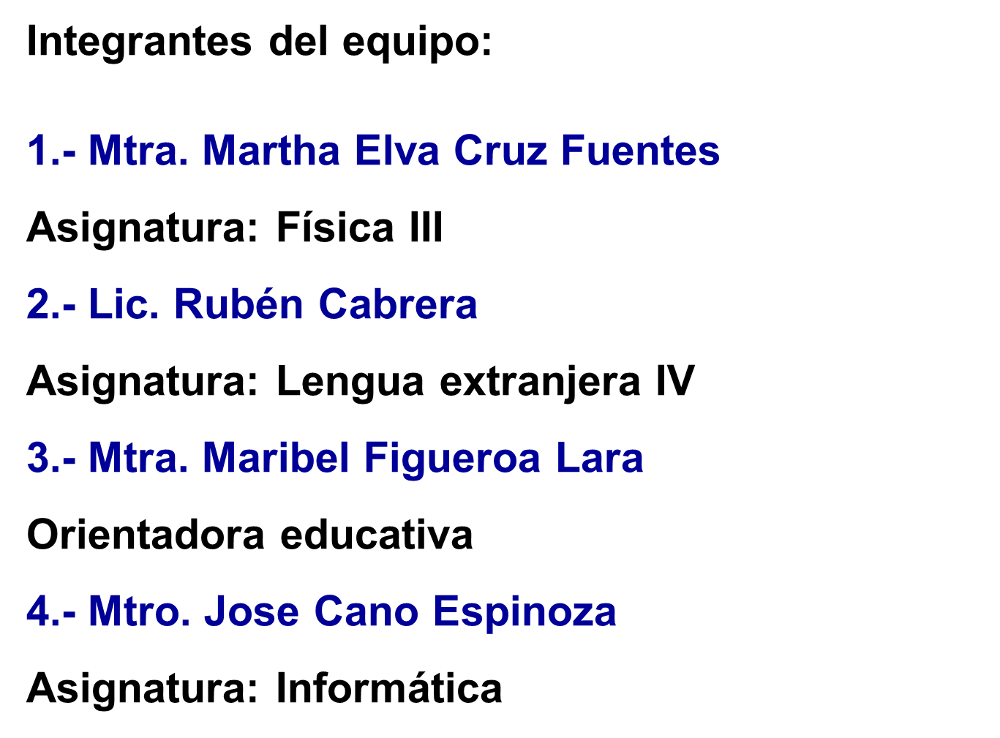 Integrantes del equipo:
1.- Mtra. Martha Elva Cruz Fuentes
Asignatura: Física III
2.- Lic. Rubén Cabrera
Asignatura: Lengua extranjera IV
3.- Mtra. Maribel Figueroa Lara
Orientadora educativa
4.- Mtro. Jose Cano Espinoza
Asignatura: Informática